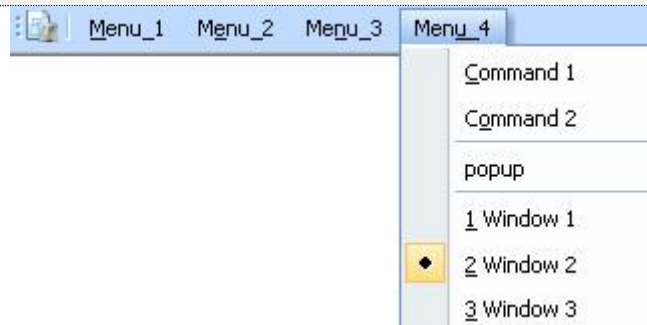 Menu_1 Menu_2 Menu_3 Menu_4
Command 1
Command 2
popup
1 Window 1
2 Window 2
3 Window 3